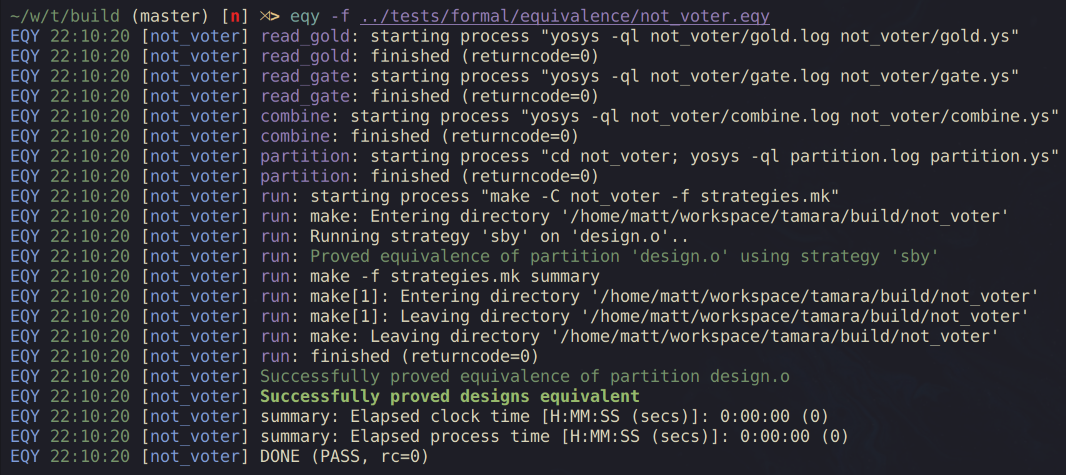 ~/w/t/build (master) [n] ⤨> eqy -f ../tests/formal/equivalence/not_voter.eqy
EQY 22:10:20 [not_voter] read_gold: starting process "yosys -ql not_voter/gold.log not_voter/gold.ys"
EQY 22:10:20 [not_voter] read_gold: finished (returncode=0)
EQY 22:10:20 [not_voter] read_gate: starting process "yosys -ql not_voter/gate.log not_voter/gate.ys"
EQY 22:10:20 [not_voter] read_gate: finished (returncode=0)
EQY 22:10:20 [not_voter] combine: starting process "yosys -ql not_voter/combine.log not_voter/combine.ys"
EQY 22:10:20 [not_voter] combine: finished (returncode=0)
EQY 22:10:20 [not_voter] partition: starting process "cd not_voter; yosys -ql partition.log partition.ys"
EQY 22:10:20 [not_voter] partition: finished (returncode=0)
EQY 22:10:20 [not_voter] run: starting process "make -C not_voter -f strategies.mk"
EQY 22:10:20 [not_voter] run: make: Entering directory '/home/matt/workspace/tamara/build/not_voter'
EQY 22:10:20 [not_voter] run: Running strategy 'sby' on 'design.o'..
EQY 22:10:20 [not_voter] run: Proved equivalence of partition 'design.o' using strategy 'sby'
EQY 22:10:20 [not_voter] run: make -f strategies.mk summary
EQY 22:10:20 [not_voter] run: make[1]: Entering directory '/home/matt/workspace/tamara/build/not_voter'
EQY 22:10:20 [not_voter] run: make[1]: Leaving directory '/home/matt/workspace/tamara/build/not_voter'
EQY 22:10:20 [not_voter] run: make: Leaving directory '/home/matt/workspace/tamara/build/not_voter'
EQY 22:10:20 [not_voter] run: finished (returncode=0)
EQY 22:10:20 [not_voter] Successfully proved equivalence of partition design.o
EQY 22:10:20 [not_voter] Successfully proved designs equivalent
EQY 22:10:20 [not_voter] summary: Elapsed clock time [H:MM:SS (secs)]: 0:00:00 (0)
EQY 22:10:20 [not_voter] summary: Elapsed process time [H:MM:SS (secs)]: 0:00:00 (0)
EQY 22:10:20 [not_voter] DONE (PASS, rc=0)